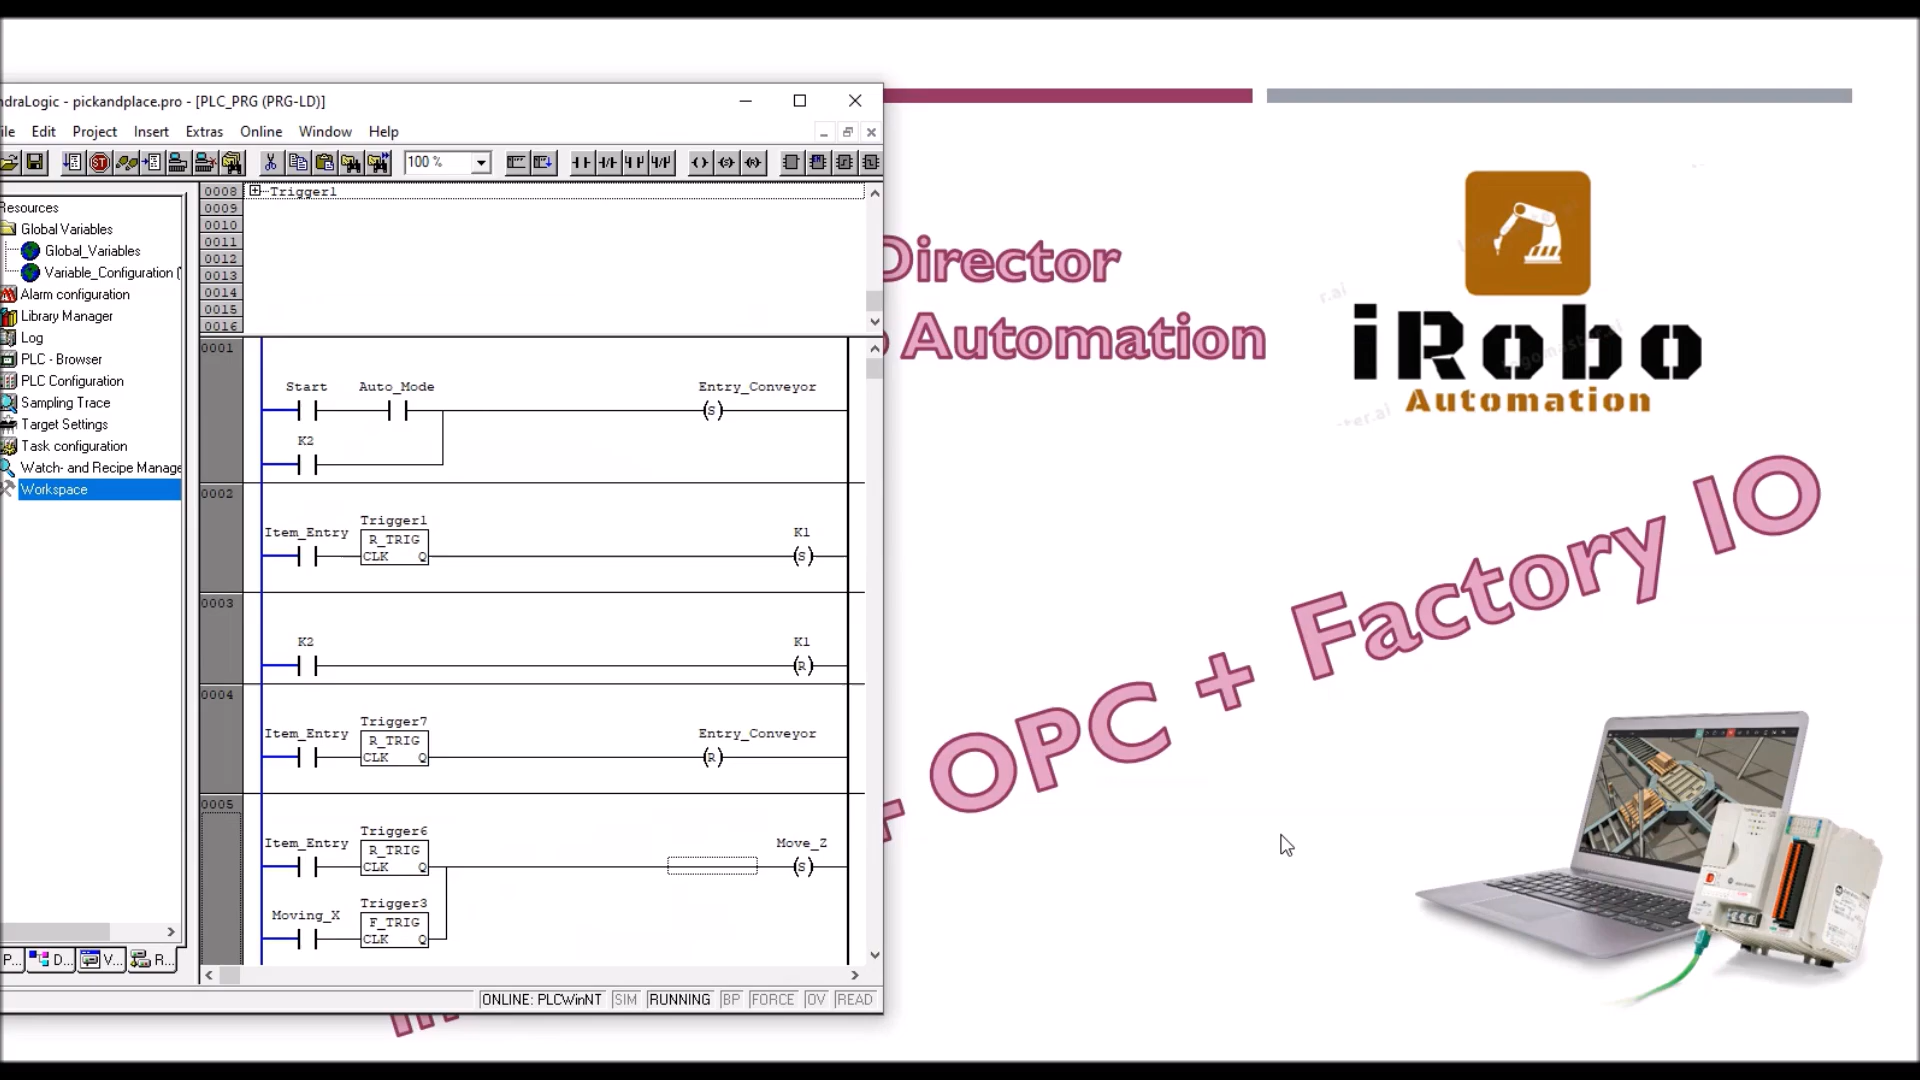 ndraLogic - pickandplace.pro - [PLC_PRG (PRG-LD)]
ile Edit Project Insert Extras Online Window Help
100 %
Resources
Global Variables
Global_Variables
Variable_Configuration (
Alarm configuration
Library Manager
Log
PLC - Browser
PLC Configuration
Sampling Trace
Target Settings
Task configuration
Watch- and Recipe Manage
Workspace
P... D... V... R...
0008 Trigger1
0009
0010
0011
0012
0013
0014
0015
0016
0001
Start Auto_Mode Entry_Conveyor
S
K2
0002
Trigger1
Item_Entry R_TRIG K1
CLK Q S
0003
K2 K1
R
0004
Trigger7
Item_Entry R_TRIG Entry_Conveyor
CLK Q R
0005
Trigger6
Item_Entry R_TRIG Move_Z
CLK Q S
Trigger3
Moving_X F_TRIG
CLK Q
ONLINE: PLCWinNT SIM RUNNING BP FORCE OV READ
Director
Automation
iRobo
Automation
+ OPC + Factory IO